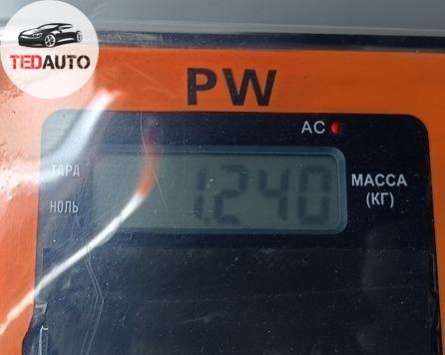 TEDAUTO
PW
AC
ТАРА
НОЛЬ
1.240
МАССА
(КГ)